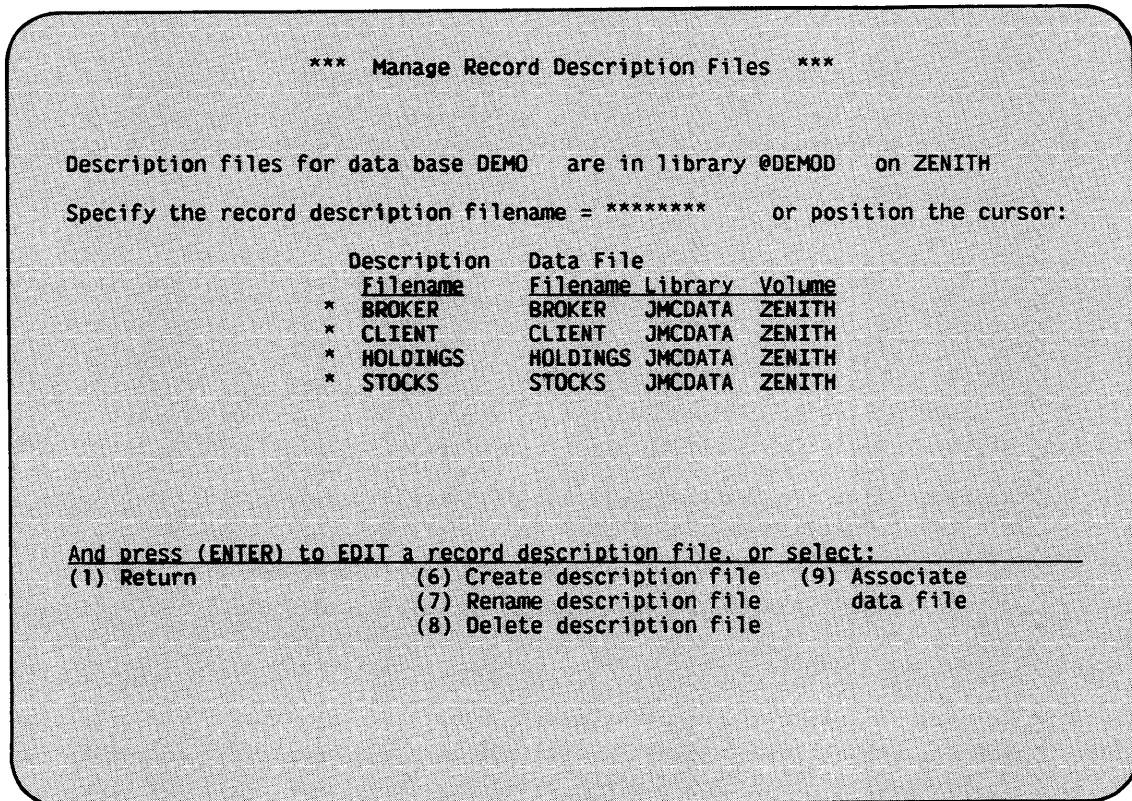 *** Manage Record Description Files ***
Description files for data base DEMO are in library @DEMOD on ZENITH
Specify the record description filename = ******** or position the cursor:
Description Data File
Filename Filename Library Volume
* BROKER BROKER JMCDATA ZENITH
* CLIENT CLIENT JMCDATA ZENITH
* HOLDINGS HOLDINGS JMCDATA ZENITH
* STOCKS STOCKS JMCDATA ZENITH
And press (ENTER) to EDIT a record description file, or select:
(1) Return (6) Create description file (9) Associate
(7) Rename description file data file
(8) Delete description file